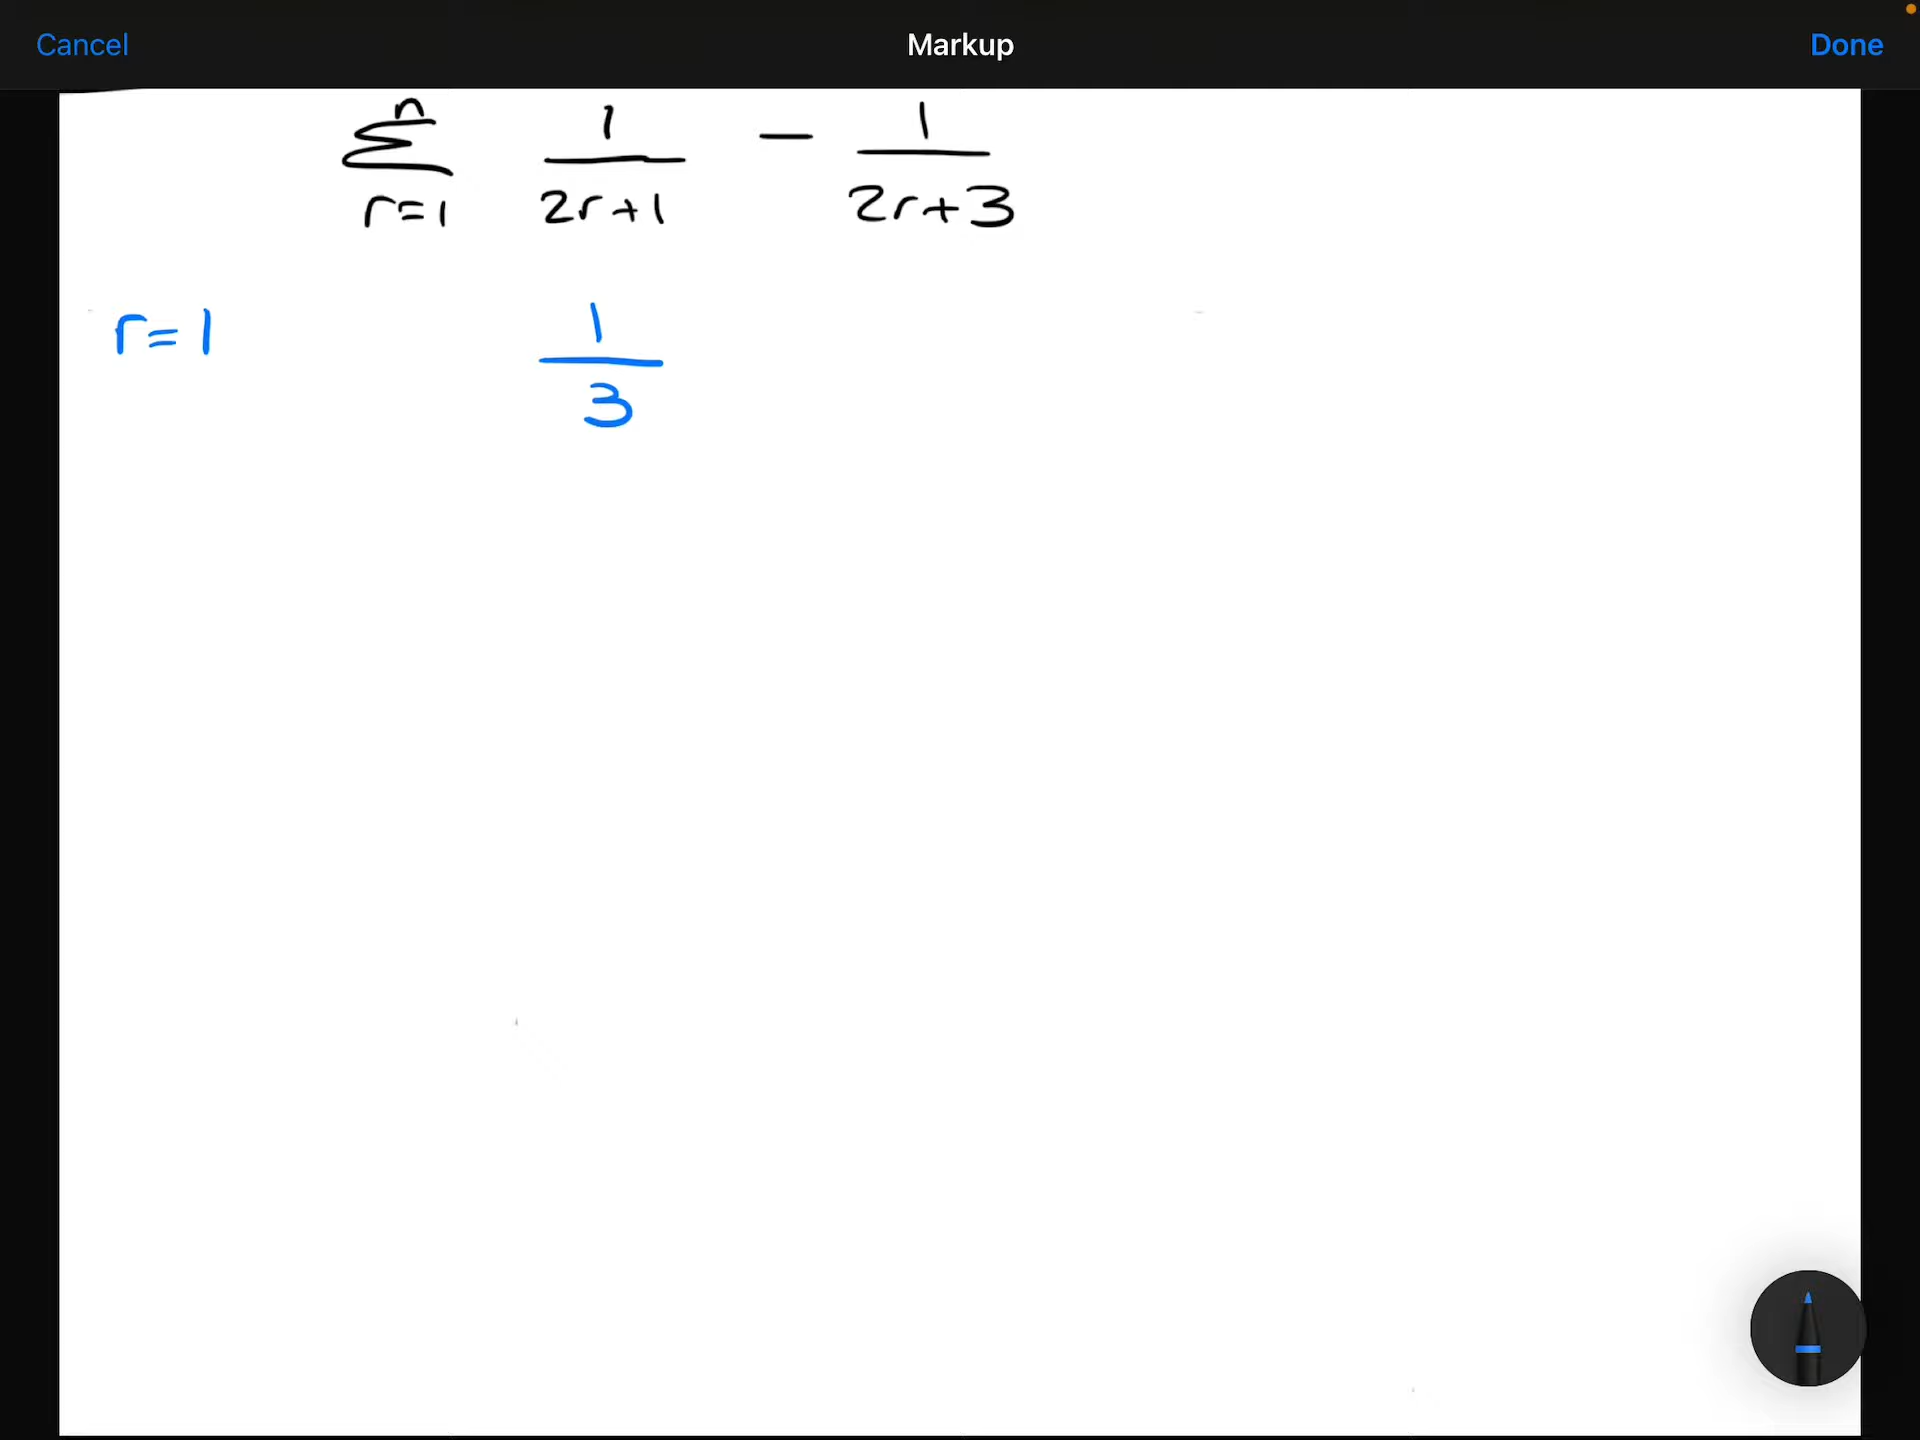 Cancel Markup Done
n
Σ 1/(2r+1) - 1/(2r+3)
r=1
r=1 1/3